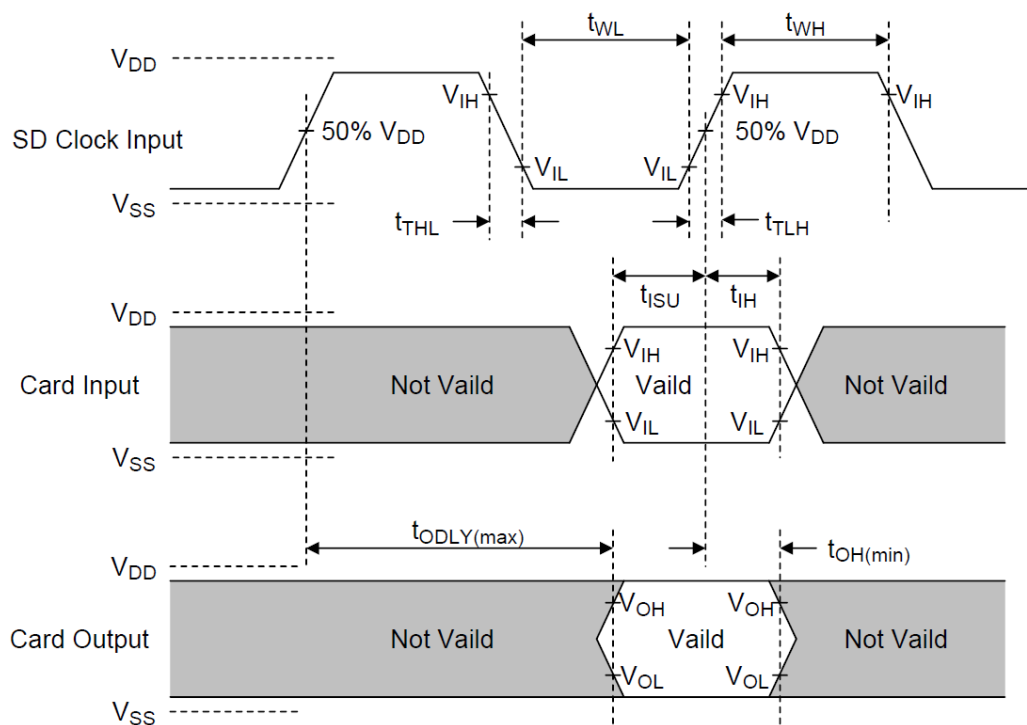 tWL
tWH
VDD
VIH
VIH
VIH
SD Clock Input
50% VDD
50% VDD
VIL
VIL
VSS
tTHL
tTLH
tISU
tIH
VDD
VIH
VIH
Card Input
Not Vaild
Vaild
Not Vaild
VIL
VIL
VSS
tODLY(max)
tOH(min)
VDD
VOH
VOH
Card Output
Not Vaild
Vaild
Not Vaild
VOL
VOL
VSS